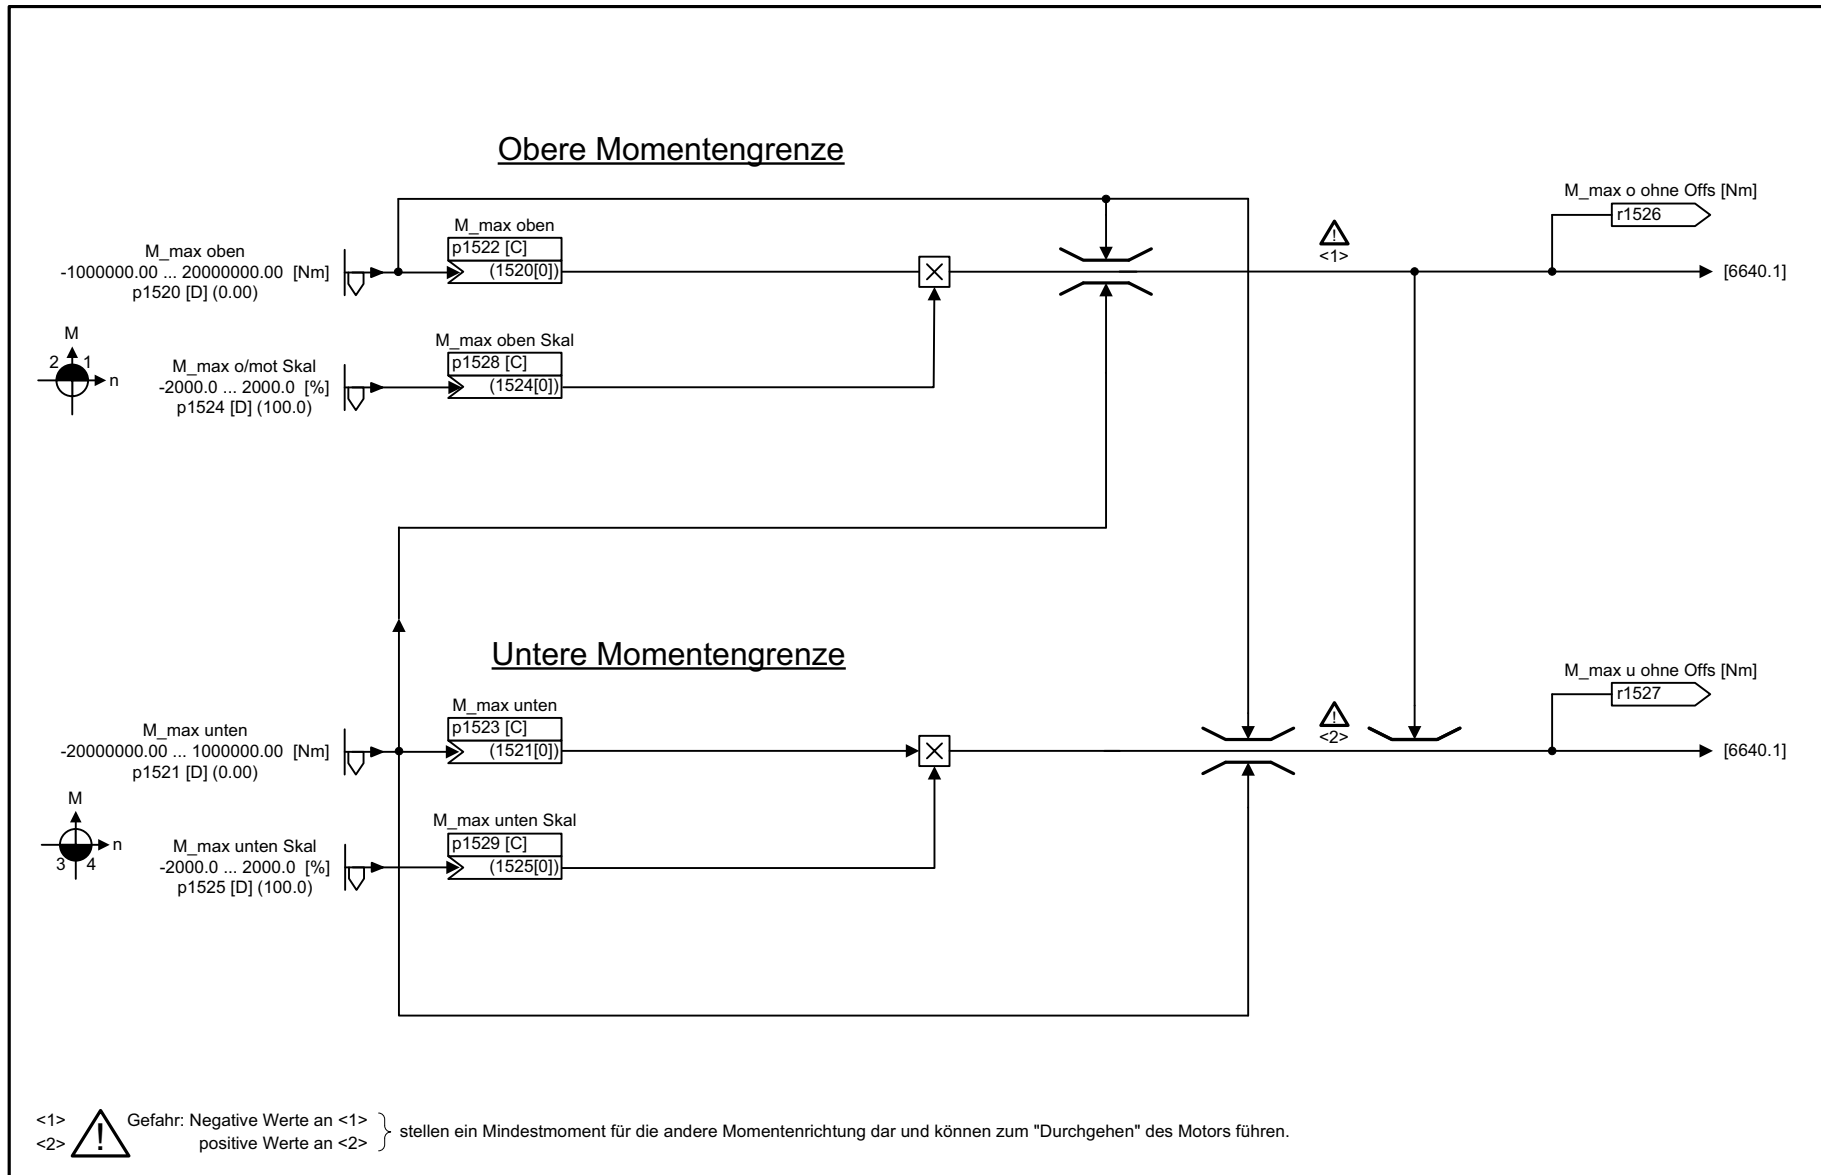 Obere Momentengrenze
M_max o ohne Offs [Nm]
r1526
M_max oben
p1522 [C]
(1520[0])
M_max oben
-1000000.00 ... 20000000.00 [Nm]
p1520 [D] (0.00)
<1>
[6640.1]
M
2 1
n
M_max o/mot Skal
-2000.0 ... 2000.0 [%]
p1524 [D] (100.0)
M_max oben Skal
p1528 [C]
(1524[0])
Untere Momentengrenze
M_max u ohne Offs [Nm]
r1527
M_max unten
p1523 [C]
(1521[0])
M_max unten
-20000000.00 ... 1000000.00 [Nm]
p1521 [D] (0.00)
<2>
[6640.1]
M
n
3 4
M_max unten Skal
-2000.0 ... 2000.0 [%]
p1525 [D] (100.0)
M_max unten Skal
p1529 [C]
(1525[0])
<1> Gefahr: Negative Werte an <1>
<2> positive Werte an <2>
stellen ein Mindestmoment für die andere Momentenrichtung dar und können zum "Durchgehen" des Motors führen.